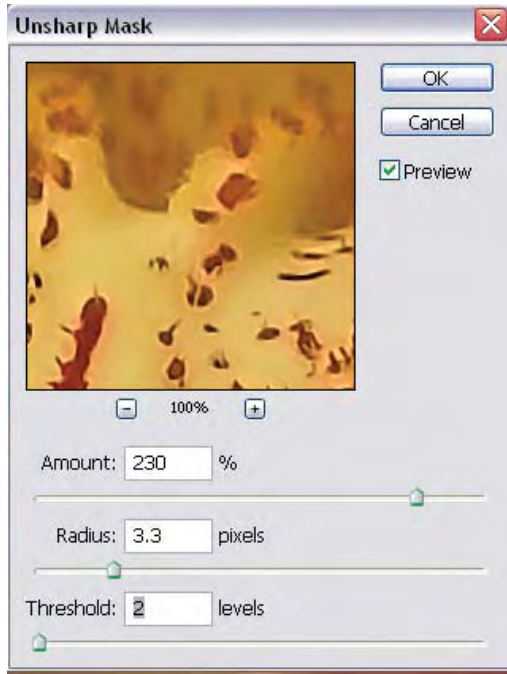 Unsharp Mask
OK
Cancel
Preview
100%
Amount: 230 %
Radius: 3.3 pixels
Threshold: 2 levels